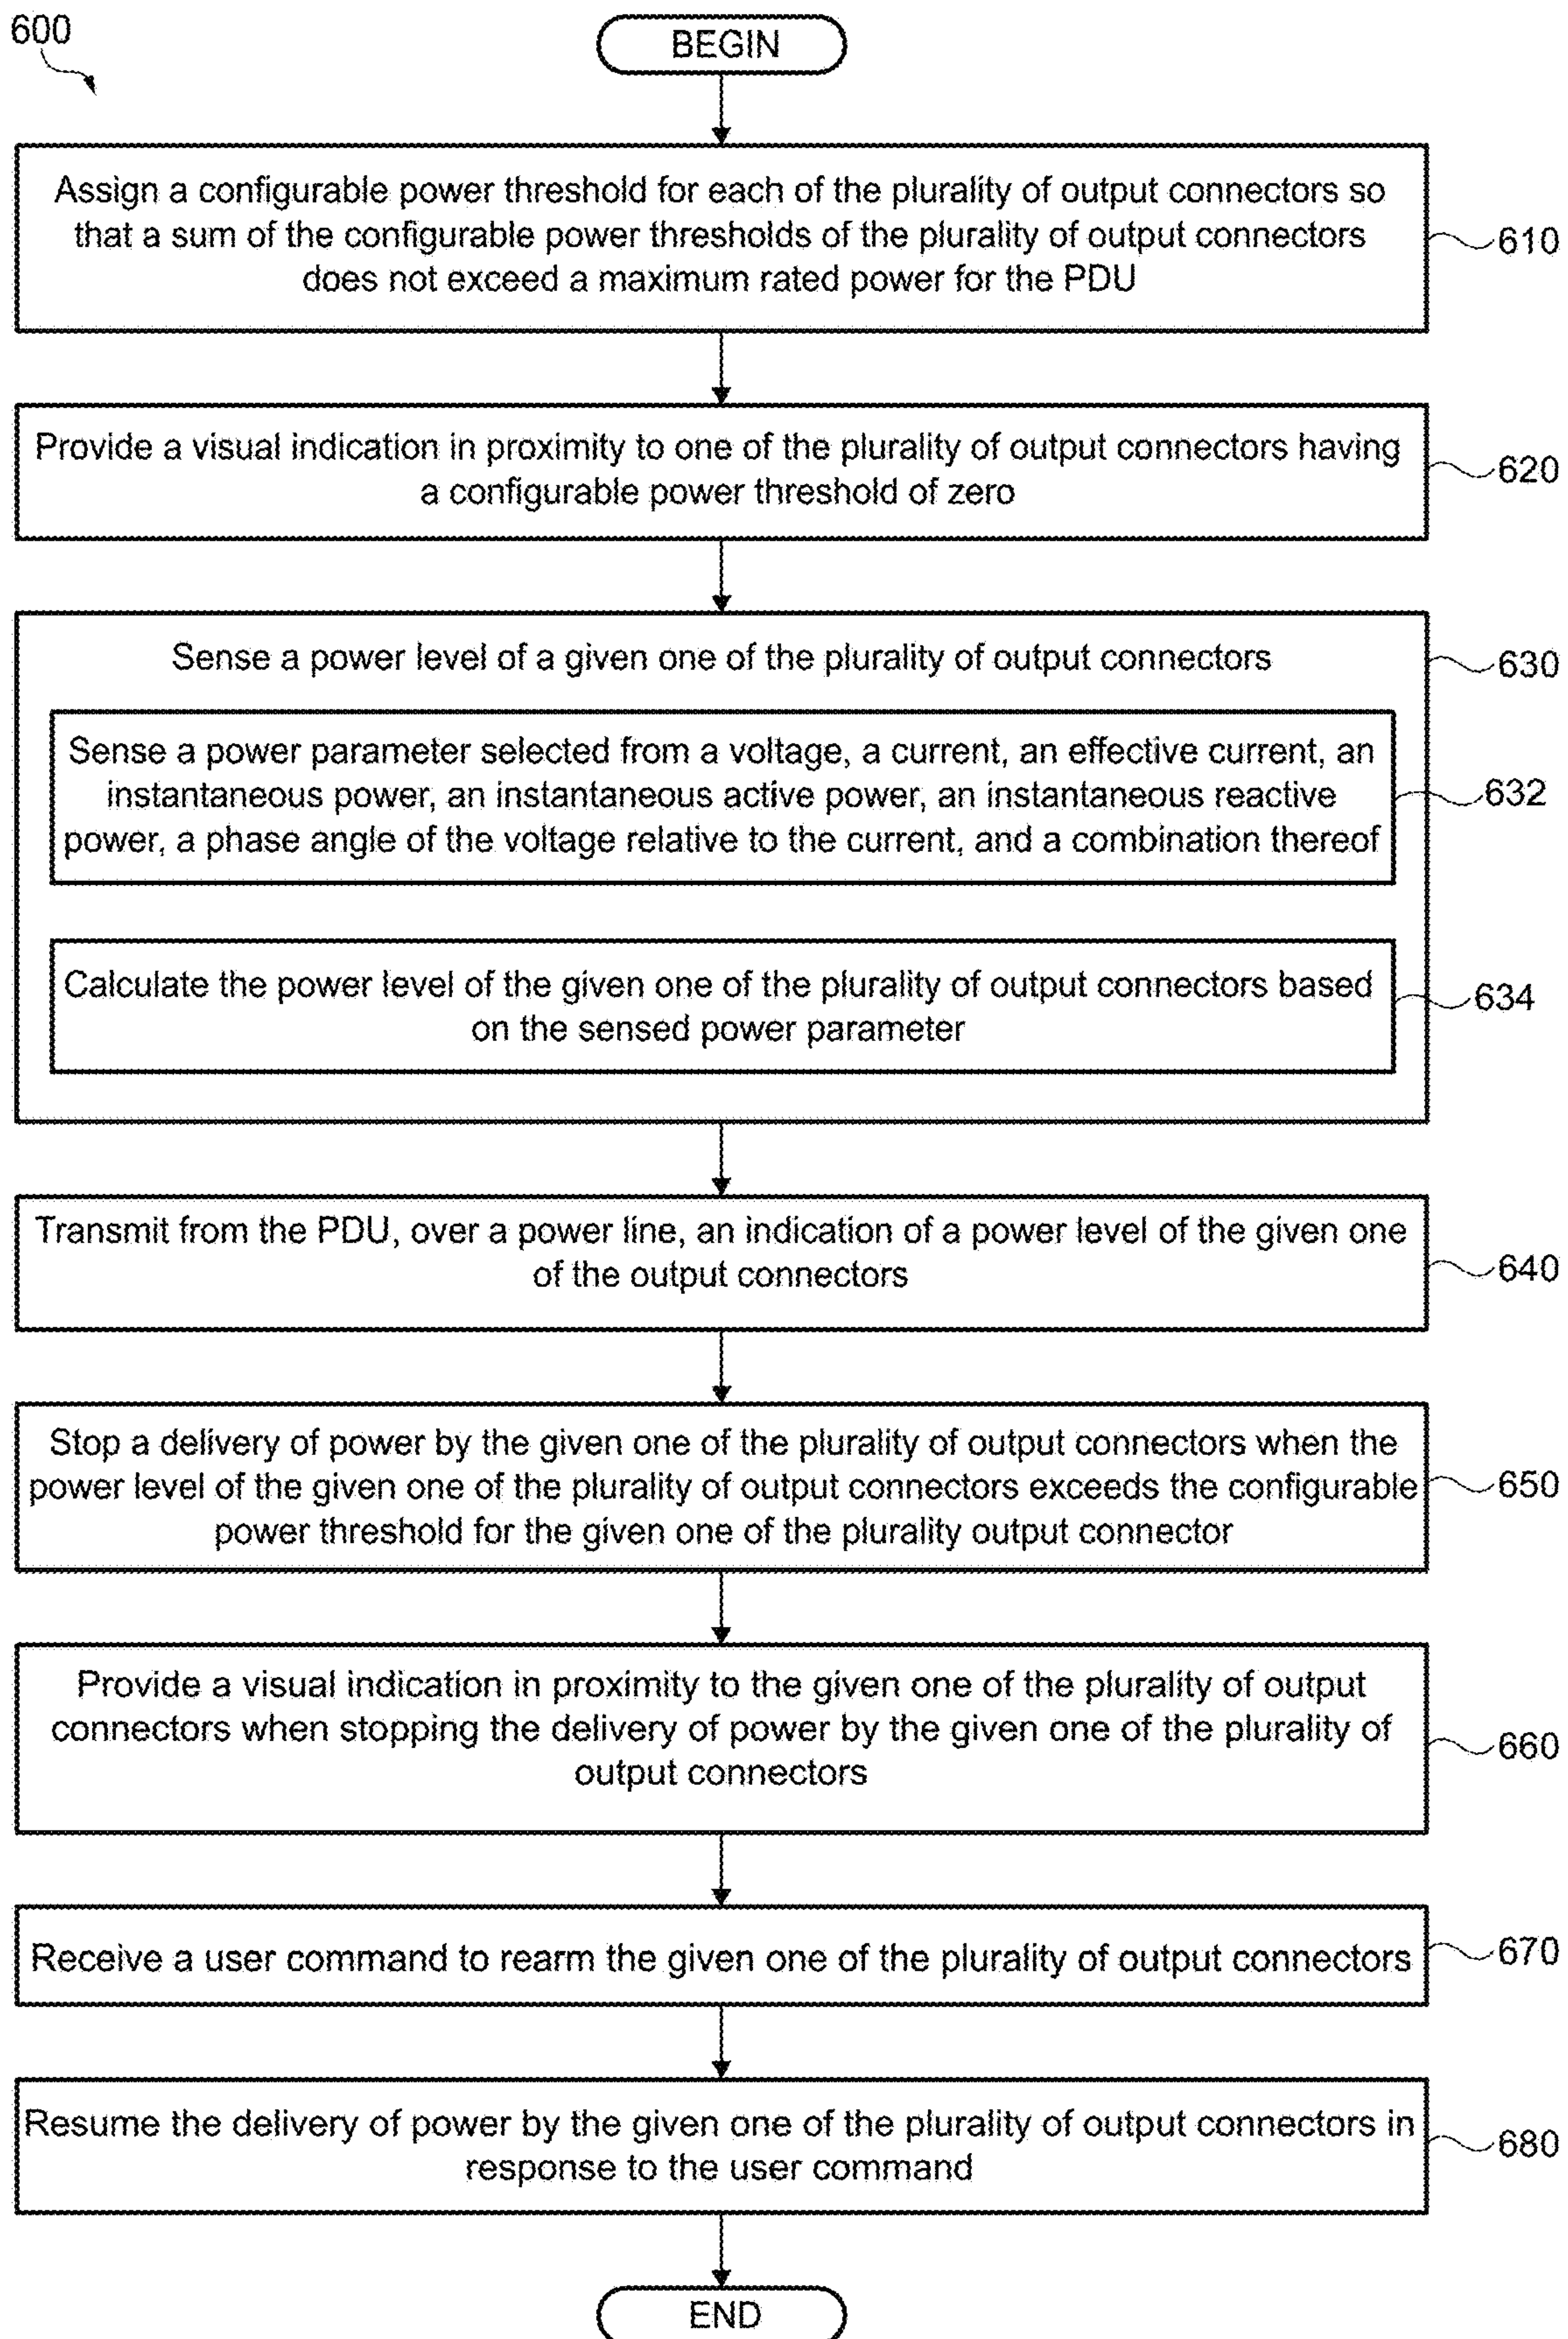 600
BEGIN
Assign a configurable power threshold for each of the plurality of output connectors so
that a sum of the configurable power thresholds of the plurality of output connectors
does not exceed a maximum rated power for the PDU
610
Provide a visual indication in proximity to one of the plurality of output connectors having
a configurable power threshold of zero
620
Sense a power level of a given one of the plurality of output connectors
630
Sense a power parameter selected from a voltage, a current, an effective current, an
instantaneous power, an instantaneous active power, an instantaneous reactive
power, a phase angle of the voltage relative to the current, and a combination thereof
632
Calculate the power level of the given one of the plurality of output connectors based
on the sensed power parameter
634
Transmit from the PDU, over a power line, an indication of a power level of the given one
of the output connectors
640
Stop a delivery of power by the given one of the plurality of output connectors when the
power level of the given one of the plurality of output connectors exceeds the configurable
power threshold for the given one of the plurality output connector
650
Provide a visual indication in proximity to the given one of the plurality of output
connectors when stopping the delivery of power by the given one of the plurality of
output connectors
660
Receive a user command to rearm the given one of the plurality of output connectors
670
Resume the delivery of power by the given one of the plurality of output connectors in
response to the user command
680
END